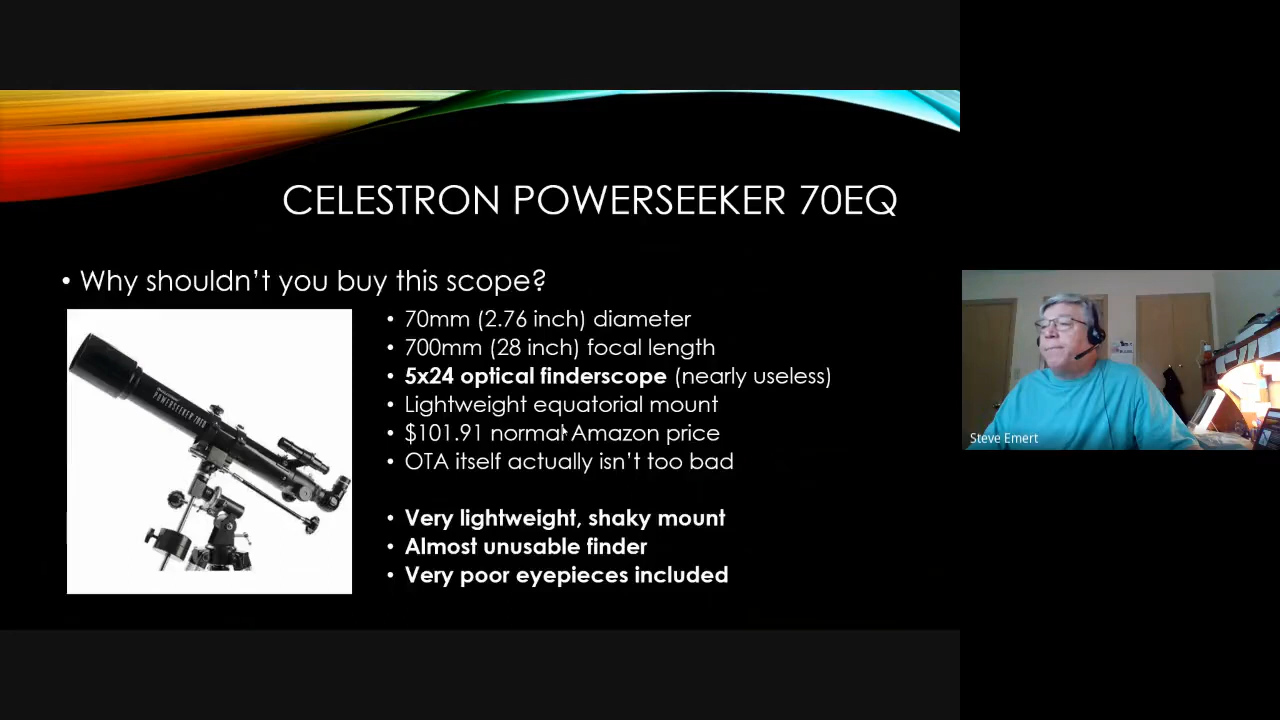 CELESTRON POWERSEEKER 70EQ
• Why shouldn't you buy this scope?
• 70mm (2.76 inch) diameter
• 700mm (28 inch) focal length
• 5x24 optical finderscope (nearly useless)
• Lightweight equatorial mount
• $101.91 normal Amazon price
• OTA itself actually isn't too bad
• Very lightweight, shaky mount
• Almost unusable finder
• Very poor eyepieces included
POWERSEEKER 70EQ
Steve Emert